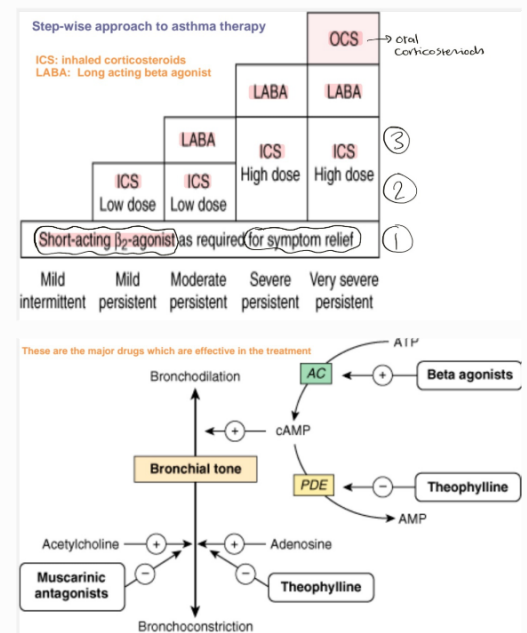 Step-wise approach to asthma therapy
OCS → oral
corticosteriods
ICS: inhaled corticosteroids
LABA: Long acting beta agonist
LABA LABA
LABA
ICS ICS ③
High dose High dose
ICS ICS ②
Low dose Low dose
Short-acting β₂-agonist as required for symptom relief ①
Mild Mild Moderate Severe Very severe
intermittent persistent persistent persistent persistent
These are the major drugs which are effective in the treatment
ATP
Bronchodilation AC + Beta agonists
+ cAMP
Bronchial tone
PDE − Theophylline
AMP
Acetylcholine + + Adenosine
Muscarinic
antagonists − − Theophylline
Bronchoconstriction